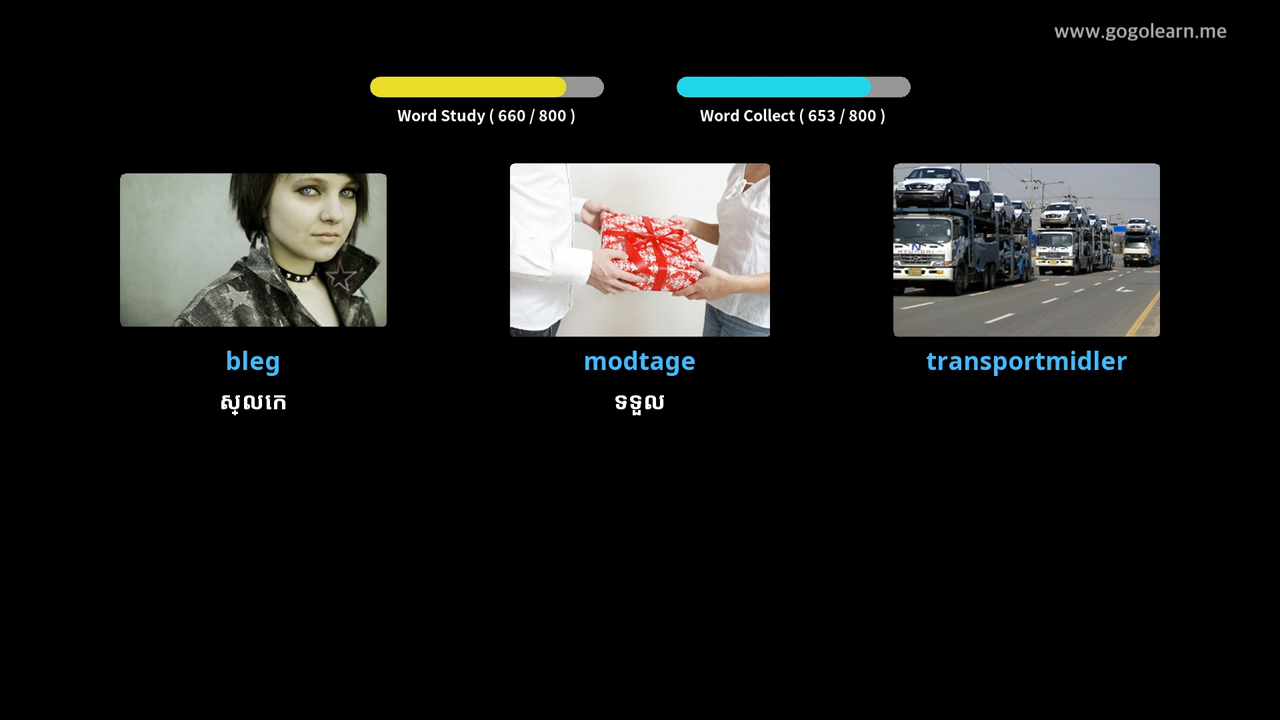 www.gogolearn.me
Word Study ( 660 / 800 )
Word Collect ( 653 / 800 )
bleg
modtage
transportmidler
ស្លេក
ទទួល